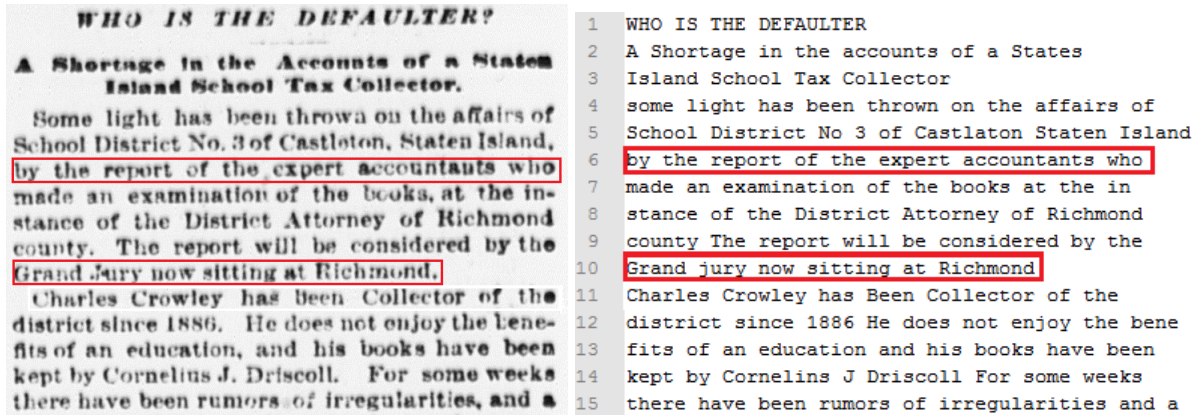 WHO IS THE DEFAULTER?
A Shortage in the Accounts of a Staten
Island School Tax Collector.
Some light has been thrown on the affairs of
School District No. 3 of Castleton, Staten Island,
by the report of the expert accountants who
made an examination of the books, at the in-
stance of the District Attorney of Richmond
county. The report will be considered by the
Grand Jury now sitting at Richmond.
Charles Crowley has been Collector of the
district since 1886. He does not enjoy the bene-
fits of an education, and his books have been
kept by Cornelius J. Driscoll. For some weeks
there have been rumors of irregularities, and a
1 WHO IS THE DEFAULTER
2 A Shortage in the accounts of a States
3 Island School Tax Collector
4 some light has been thrown on the affairs of
5 School District No 3 of Castlaton Staten Island
6 by the report of the expert accountants who
7 made an examination of the books at the in
8 stance of the District Attorney of Richmond
9 county The report will be considered by the
10 Grand jury now sitting at Richmond
11 Charles Crowley has Been Collector of the
12 district since 1886 He does not enjoy the bene
13 fits of an education and his books have been
14 kept by Cornelins J Driscoll For some weeks
15 there have been rumors of irregularities and a